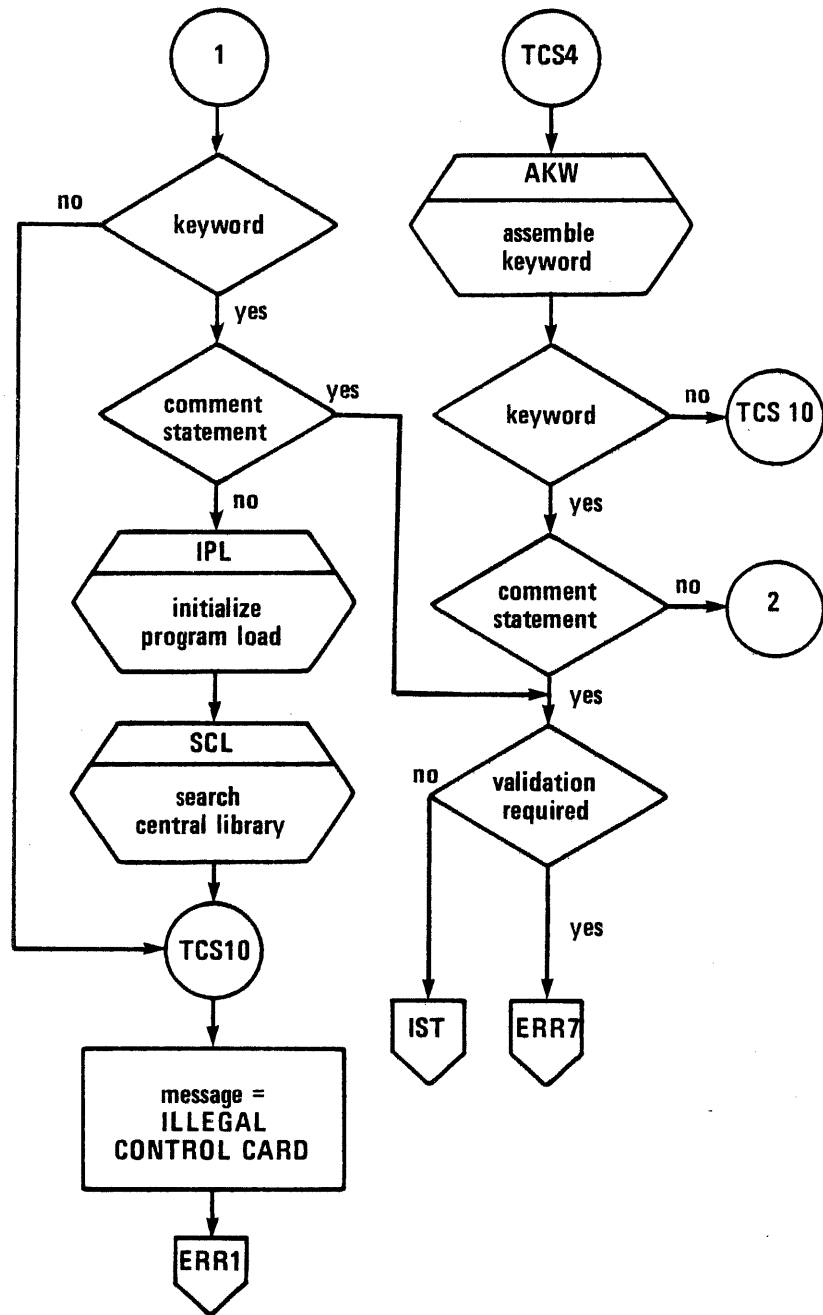 1
keyword
no
yes
comment
statement
yes
no
IPL
initialize
program load
SCL
search
central library
TCS10
message =
ILLEGAL
CONTROL CARD
ERR1
TCS4
AKW
assemble
keyword
keyword
no
TCS 10
yes
comment
statement
no
2
yes
validation
required
no
yes
IST
ERR7